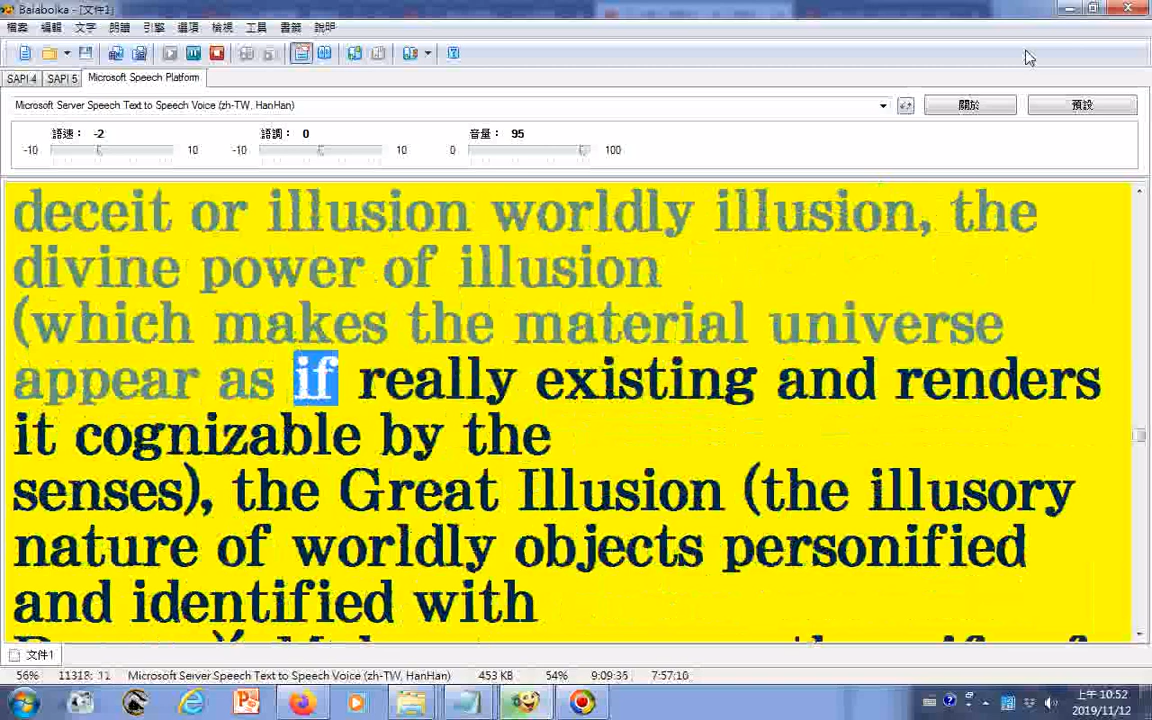 Balabolka - [文件1]
檔案 編輯 文字 朗讀 引擎 選項 檢視 工具 書籤 說明
SAPI 4 SAPI 5 Microsoft Speech Platform
Microsoft Server Speech Text to Speech Voice (zh-TW, HanHan) 關於 預設
語速： -2 語調： 0 音量： 95
-10 10 -10 10 0 100
deceit or illusion worldly illusion, the
divine power of illusion
(which makes the material universe
appear as if really existing and renders
it cognizable by the
senses), the Great Illusion (the illusory
nature of worldly objects personified
and identified with
文件1
56% 11318: 11 Microsoft Server Speech Text to Speech Voice (zh-TW, HanHan) 453 KB 54% 9:09:35 7:57:10
上午 10:52
2019/11/12